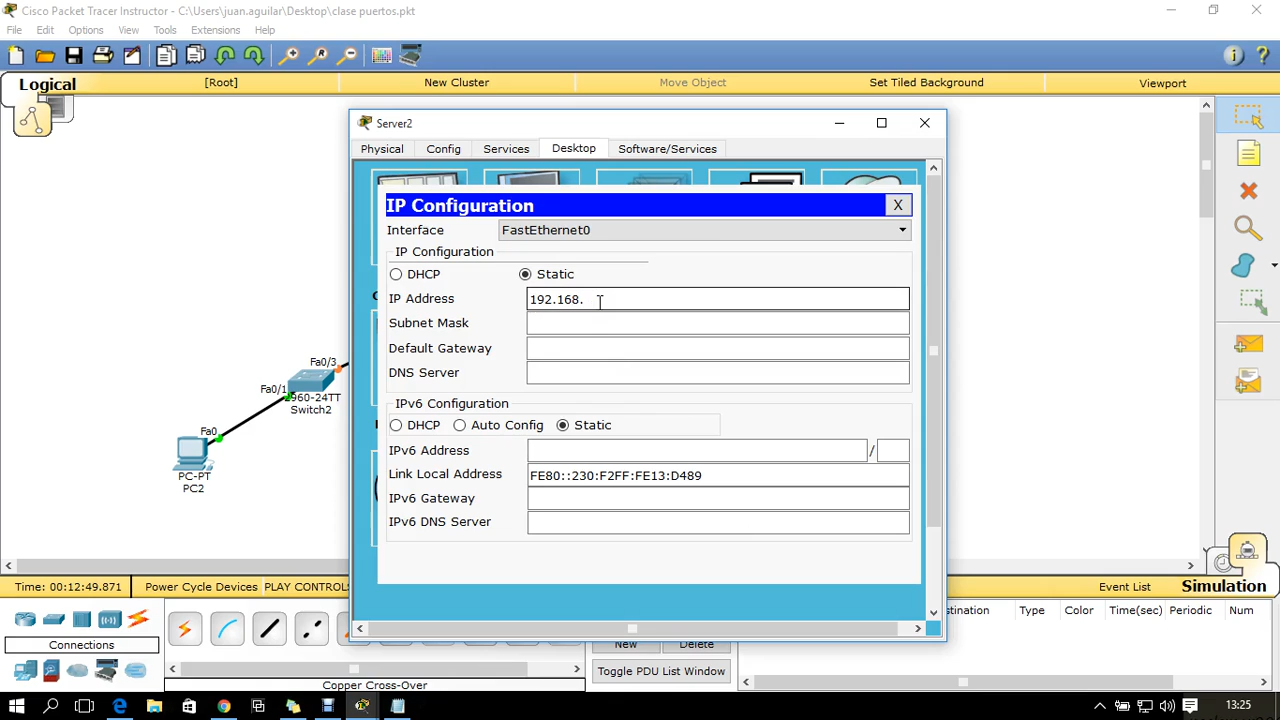 Cisco Packet Tracer Instructor - C:\Users\juan.aguilar\Desktop\clase puertos.pkt
File Edit Options View Tools Extensions Help
Logical [Root] New Cluster Move Object Set Tiled Background Viewport
Server2
Physical Config Services Desktop Software/Services
IP Configuration X
Interface FastEthernet0
IP Configuration
DHCP Static
IP Address 192.168.
Subnet Mask
Default Gateway
DNS Server
IPv6 Configuration
DHCP Auto Config Static
IPv6 Address /
Link Local Address FE80::230:F2FF:FE13:D489
IPv6 Gateway
IPv6 DNS Server
Fa0/3
Fa0/1
2960-24TT
Switch2
Fa0
PC-PT
PC2
Time: 00:12:49.871 Power Cycle Devices PLAY CONTROLS Event List Simulation
Connections
Copper Cross-Over
New Delete
Toggle PDU List Window
Type Color Time(sec) Periodic Num
13:25